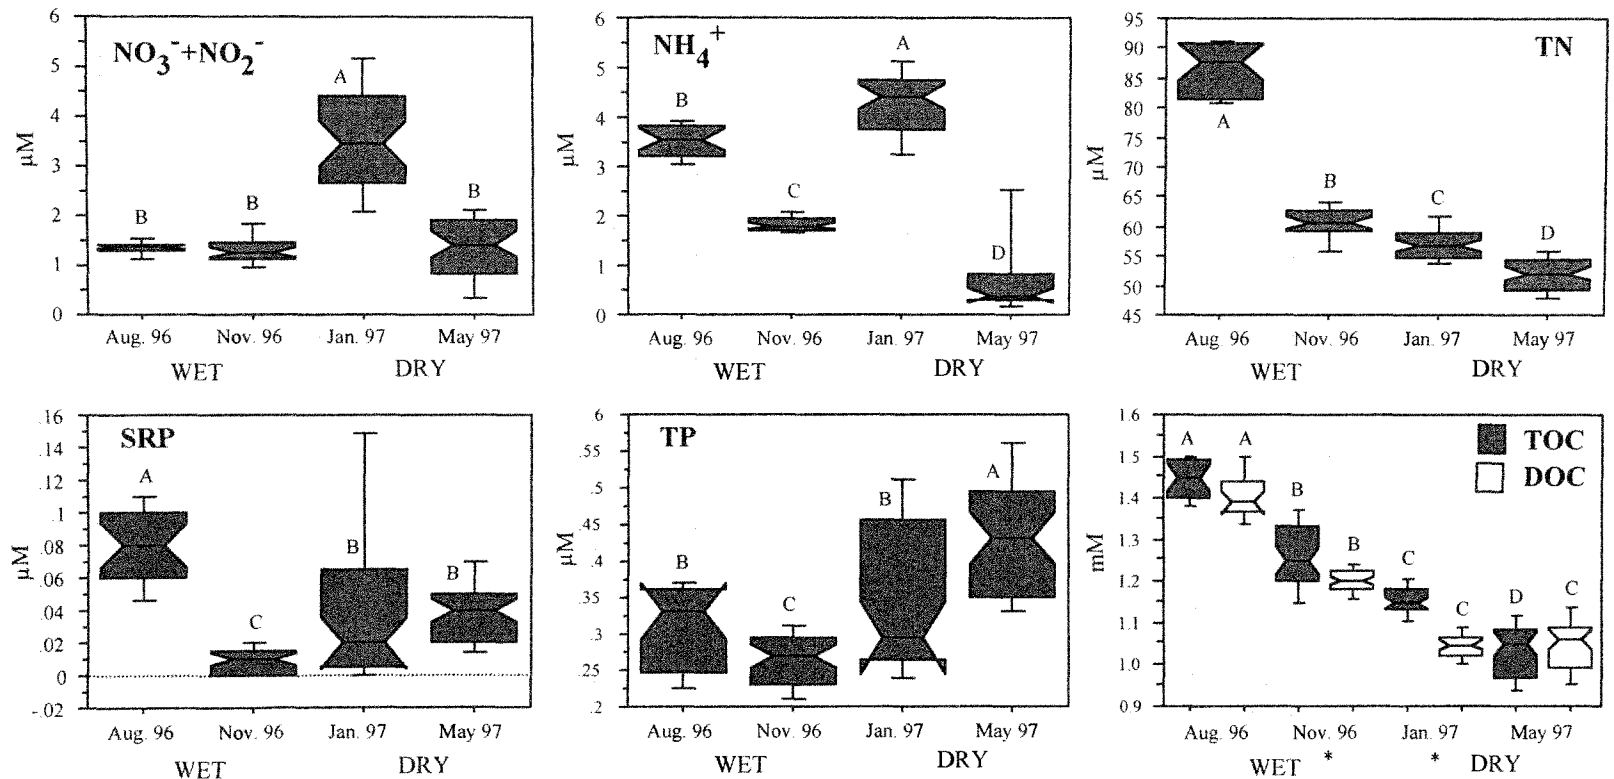 NO3-+NO2-
6
5
4
3
2
1
0
µM
A
B
B
B
Aug. 96 Nov. 96 Jan. 97 May 97
WET DRY
NH4+
6
5
4
3
2
1
0
µM
A
B
C
D
Aug. 96 Nov. 96 Jan. 97 May 97
WET DRY
TN
95
90
85
80
75
70
65
60
55
50
45
µM
A
B
C
D
Aug. 96 Nov. 96 Jan. 97 May 97
WET DRY
SRP
.16
.14
.12
.1
.08
.06
.04
.02
0
-.02
µM
A
B
B
C
Aug. 96 Nov. 96 Jan. 97 May 97
WET DRY
TP
.6
.55
.5
.45
.4
.35
.3
.25
.2
µM
A
B
B
C
Aug. 96 Nov. 96 Jan. 97 May 97
WET DRY
TOC
DOC
1.6
1.5
1.4
1.3
1.2
1.1
1.0
0.9
mM
A A
B
B
C
C
D
C
Aug. 96 Nov. 96 Jan. 97 May 97
WET * * DRY